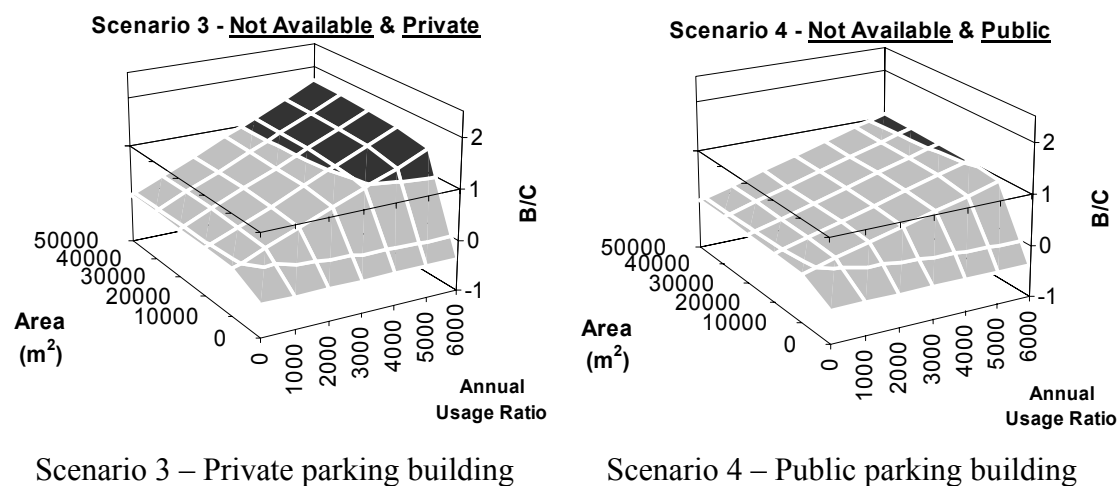 Scenario 3 - Not Available & Private
2
1
0
-1
B/C
50000
40000
30000
20000
10000
0
Area
(m²)
0
1000
2000
3000
4000
5000
6000
Annual
Usage Ratio
Scenario 3 – Private parking building
Scenario 4 - Not Available & Public
2
1
0
-1
B/C
50000
40000
30000
20000
10000
0
Area
(m²)
0
1000
2000
3000
4000
5000
6000
Annual
Usage Ratio
Scenario 4 – Public parking building